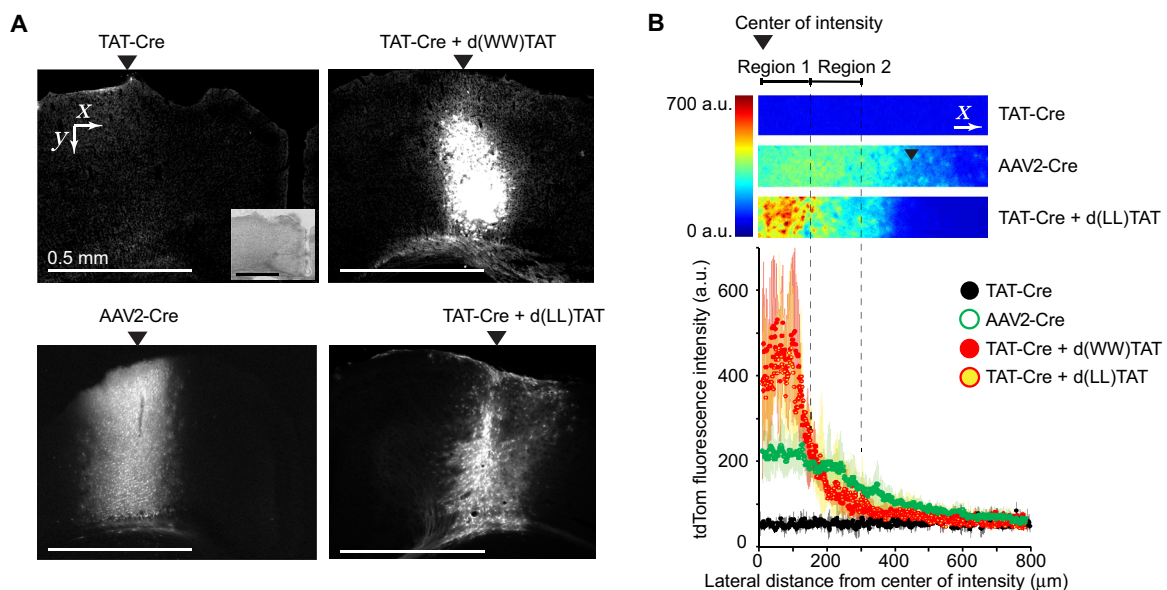 A
TAT-Cre
TAT-Cre + d(WW)TAT
x
y
0.5 mm
AAV2-Cre
TAT-Cre + d(LL)TAT
B
Center of intensity
Region 1
Region 2
700 a.u.
0 a.u.
x
TAT-Cre
AAV2-Cre
TAT-Cre + d(LL)TAT
tdTom fluorescence intensity (a.u.)
600
400
200
0
TAT-Cre
AAV2-Cre
TAT-Cre + d(WW)TAT
TAT-Cre + d(LL)TAT
0 200 400 600 800
Lateral distance from center of intensity (μm)